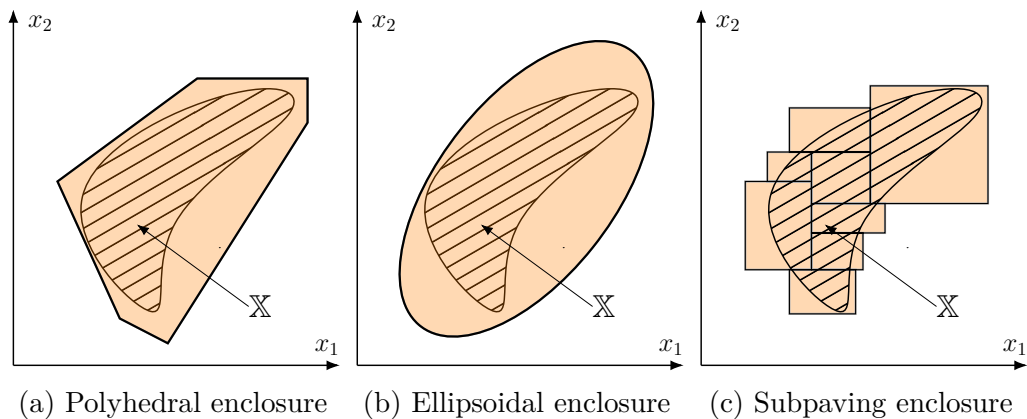 x₂
x₂
x₂
𝕏
𝕏
𝕏
x₁
x₁
x₁
(a) Polyhedral enclosure
(b) Ellipsoidal enclosure
(c) Subpaving enclosure